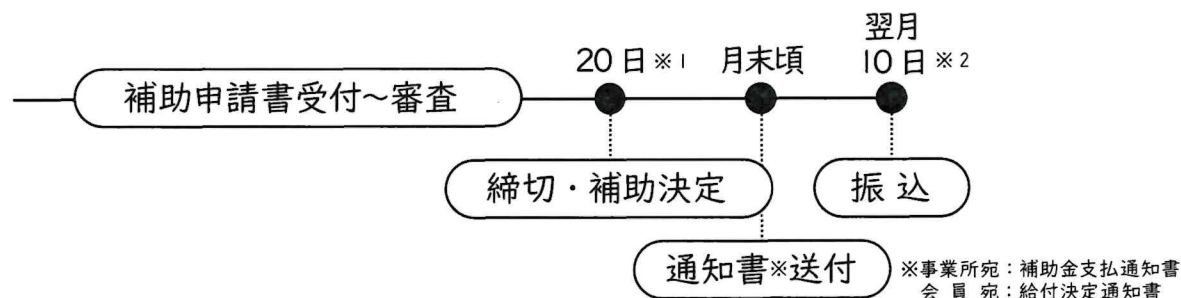 翌月
20日※1 月末頃 10日※2
補助申請書受付～審査
締切・補助決定 振込
通知書※送付
※事業所宛：補助金支払通知書
会員宛：給付決定通知書